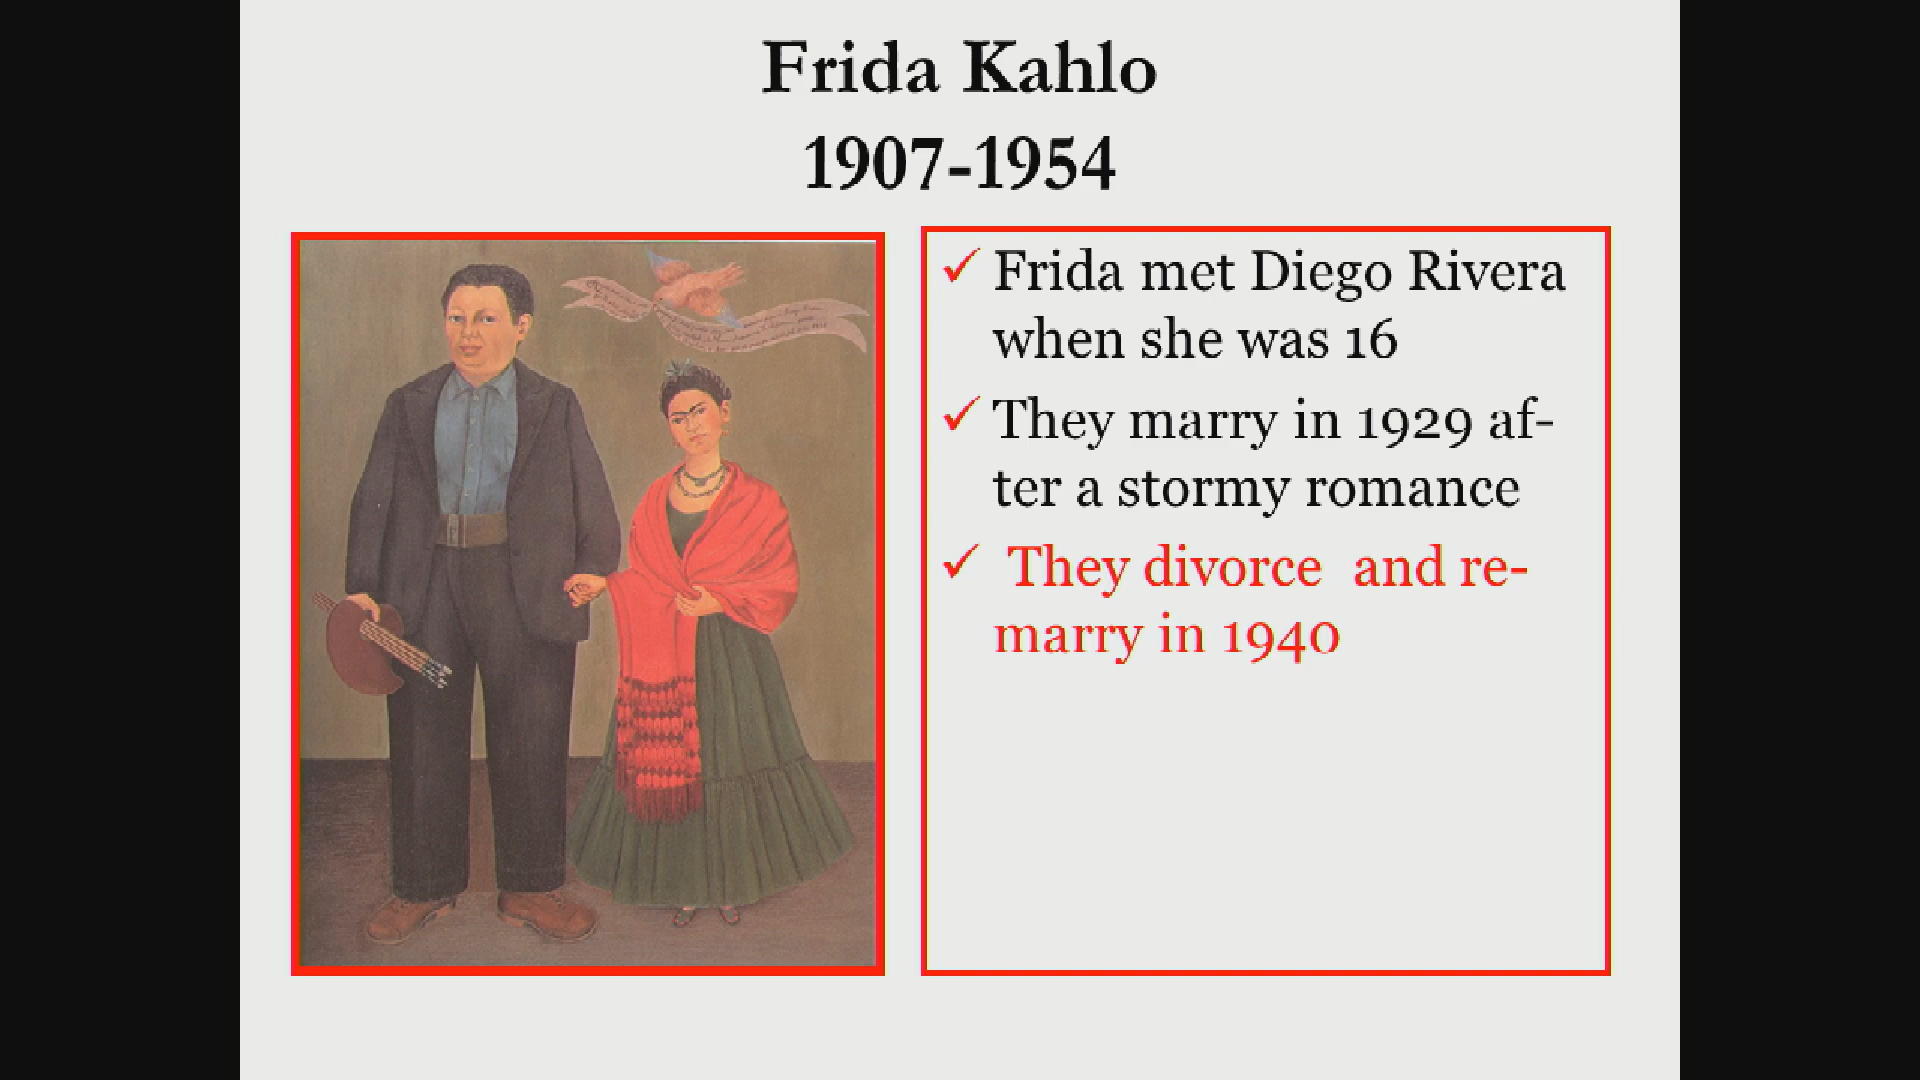 Frida Kahlo
1907-1954
Frida met Diego Rivera
when she was 16
They marry in 1929 af-
ter a stormy romance
They divorce  and re-
marry in 1940